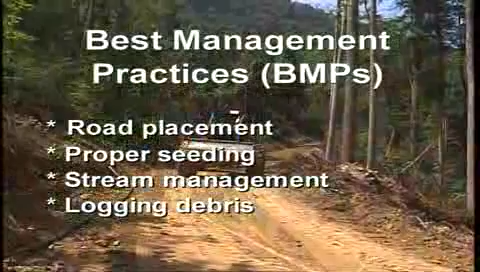 Best Management
Practices (BMPs)
* Road placement
* Proper seeding
* Stream management
* Logging debris